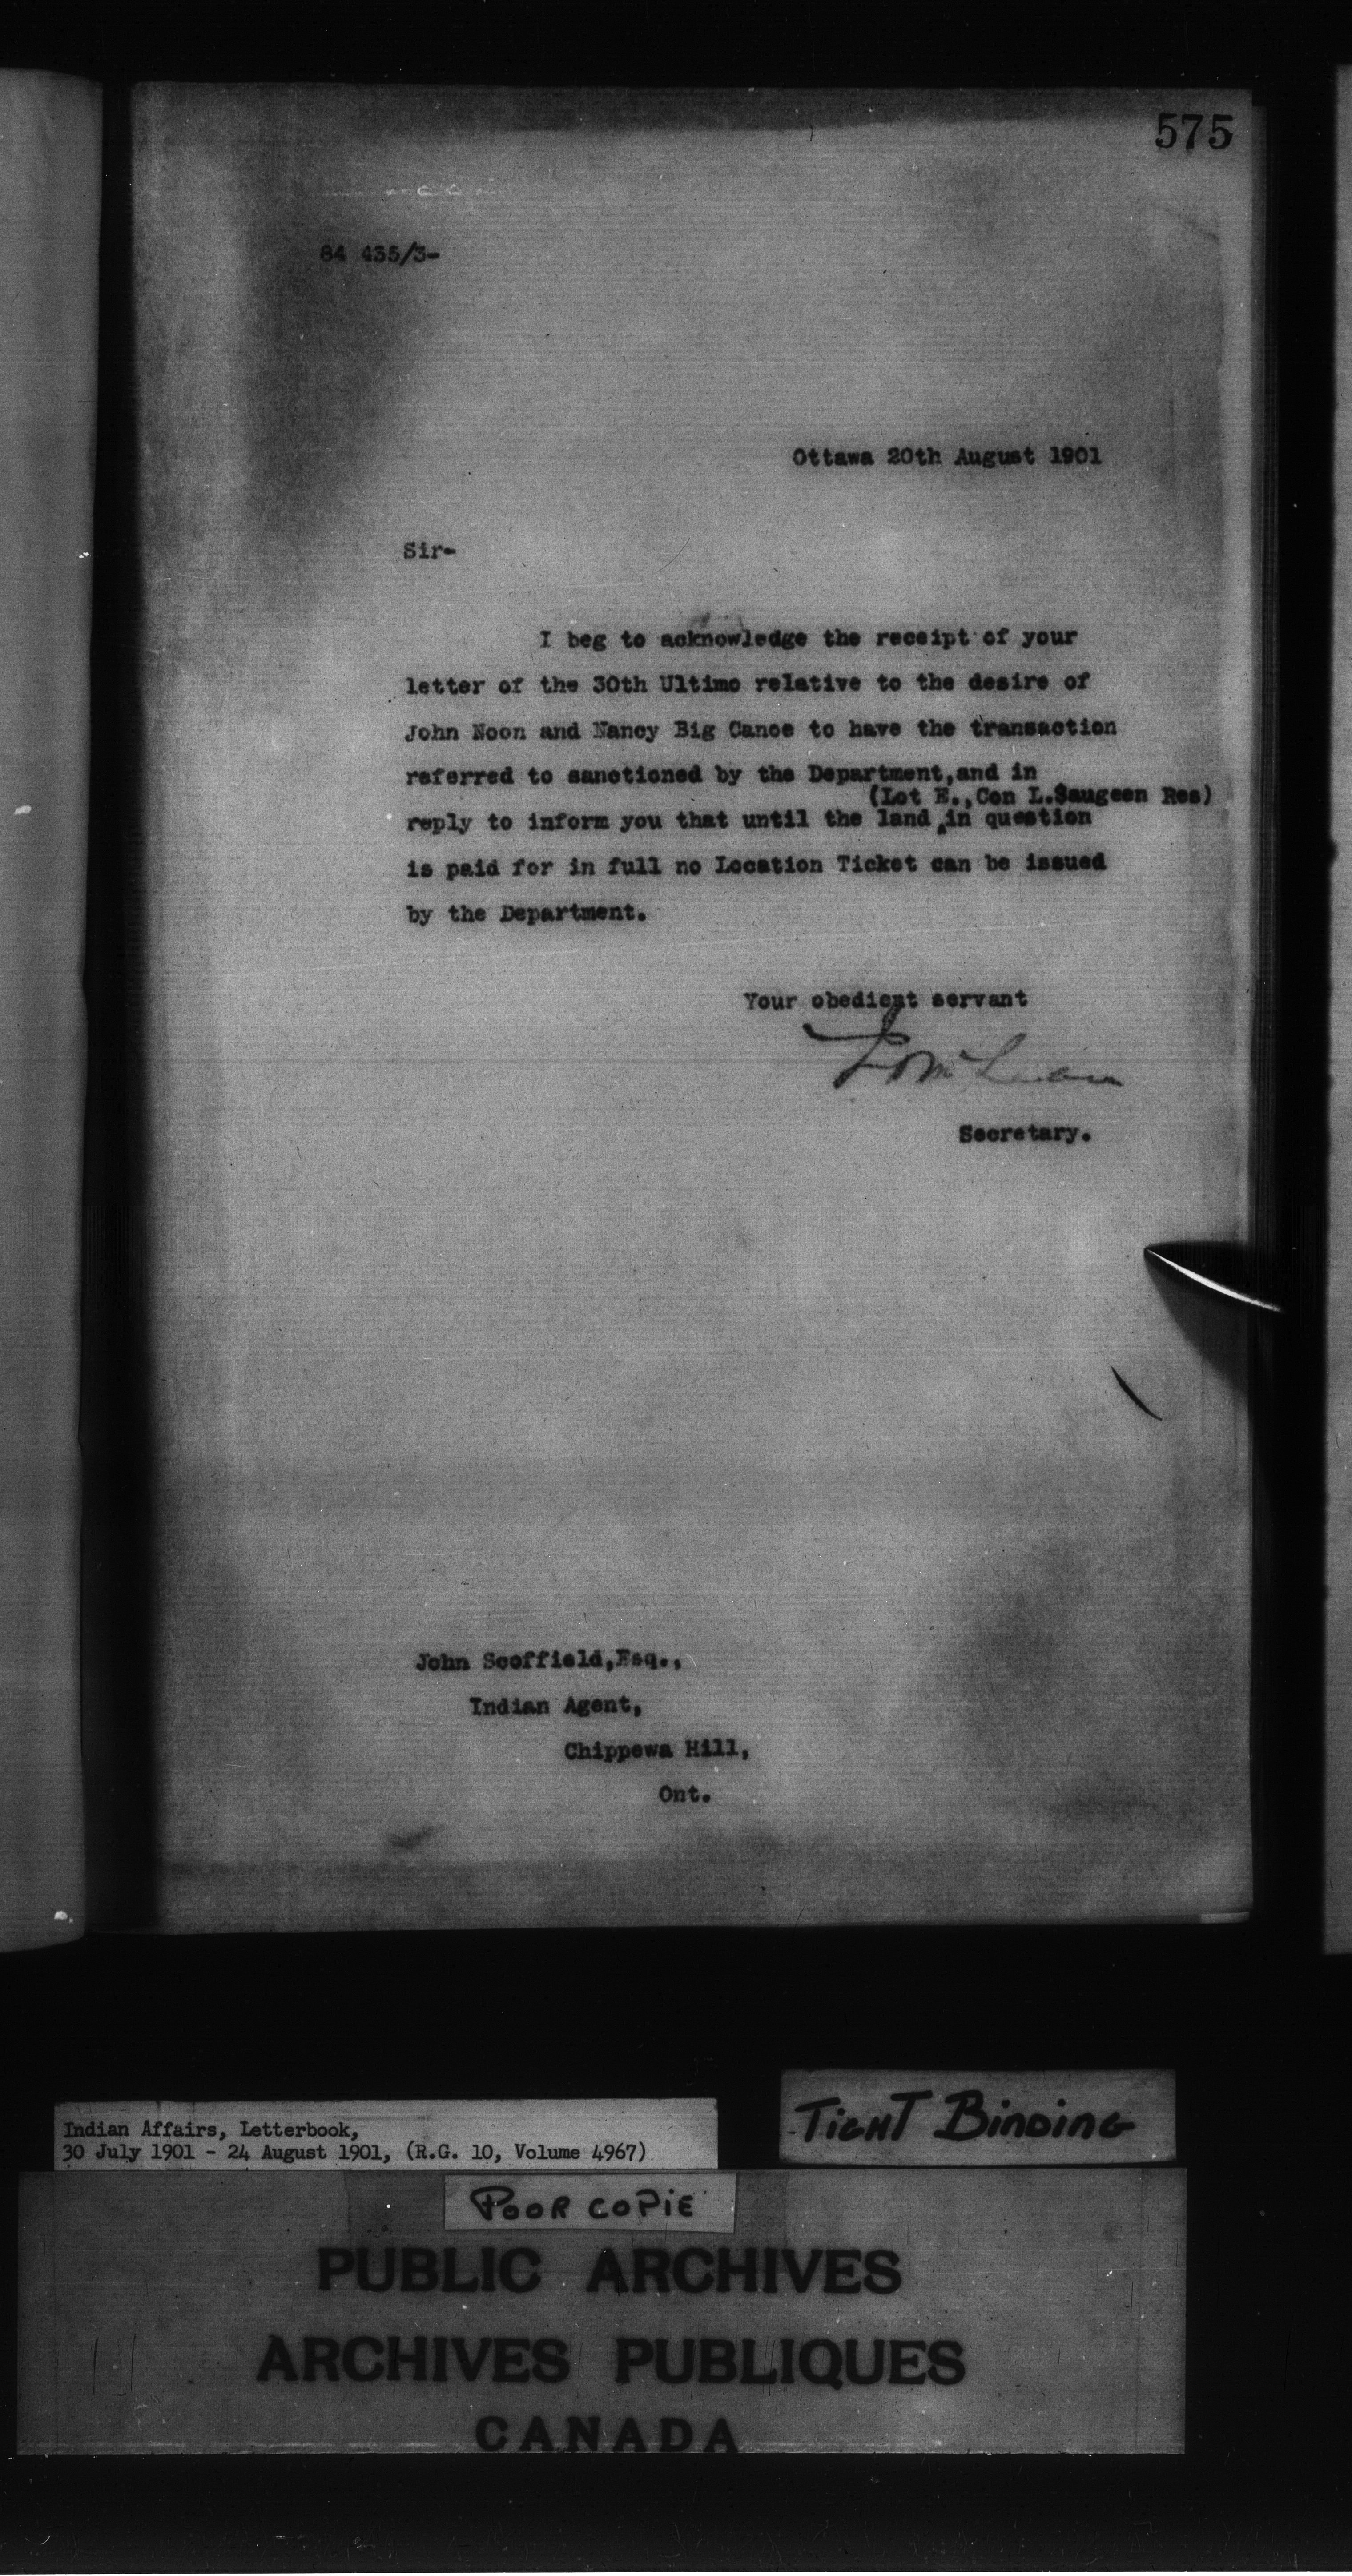 575
84 435/3-
Ottawa 20th August 1901
Sir-
I beg to acknowledge the receipt of your
letter of the 30th Ultimo relative to the desire of
John Noon and Nancy Big Canoe to have the transaction
referred to sanctioned by the Department,and in
(Lot E.,Con L.Saugeen Res)
reply to inform you that until the land in question
is paid for in full no Location Ticket can be issued
by the Department.
Your obedient servant
J D McLean
Secretary.
John Scoffield,Esq.,
Indian Agent,
Chippewa Hill,
Ont.
Indian Affairs, Letterbook,
30 July 1901 - 24 August 1901, (R.G. 10, Volume 4967)
TIGHT BINDING
POOR COPIE
PUBLIC ARCHIVES
ARCHIVES PUBLIQUES
CANADA